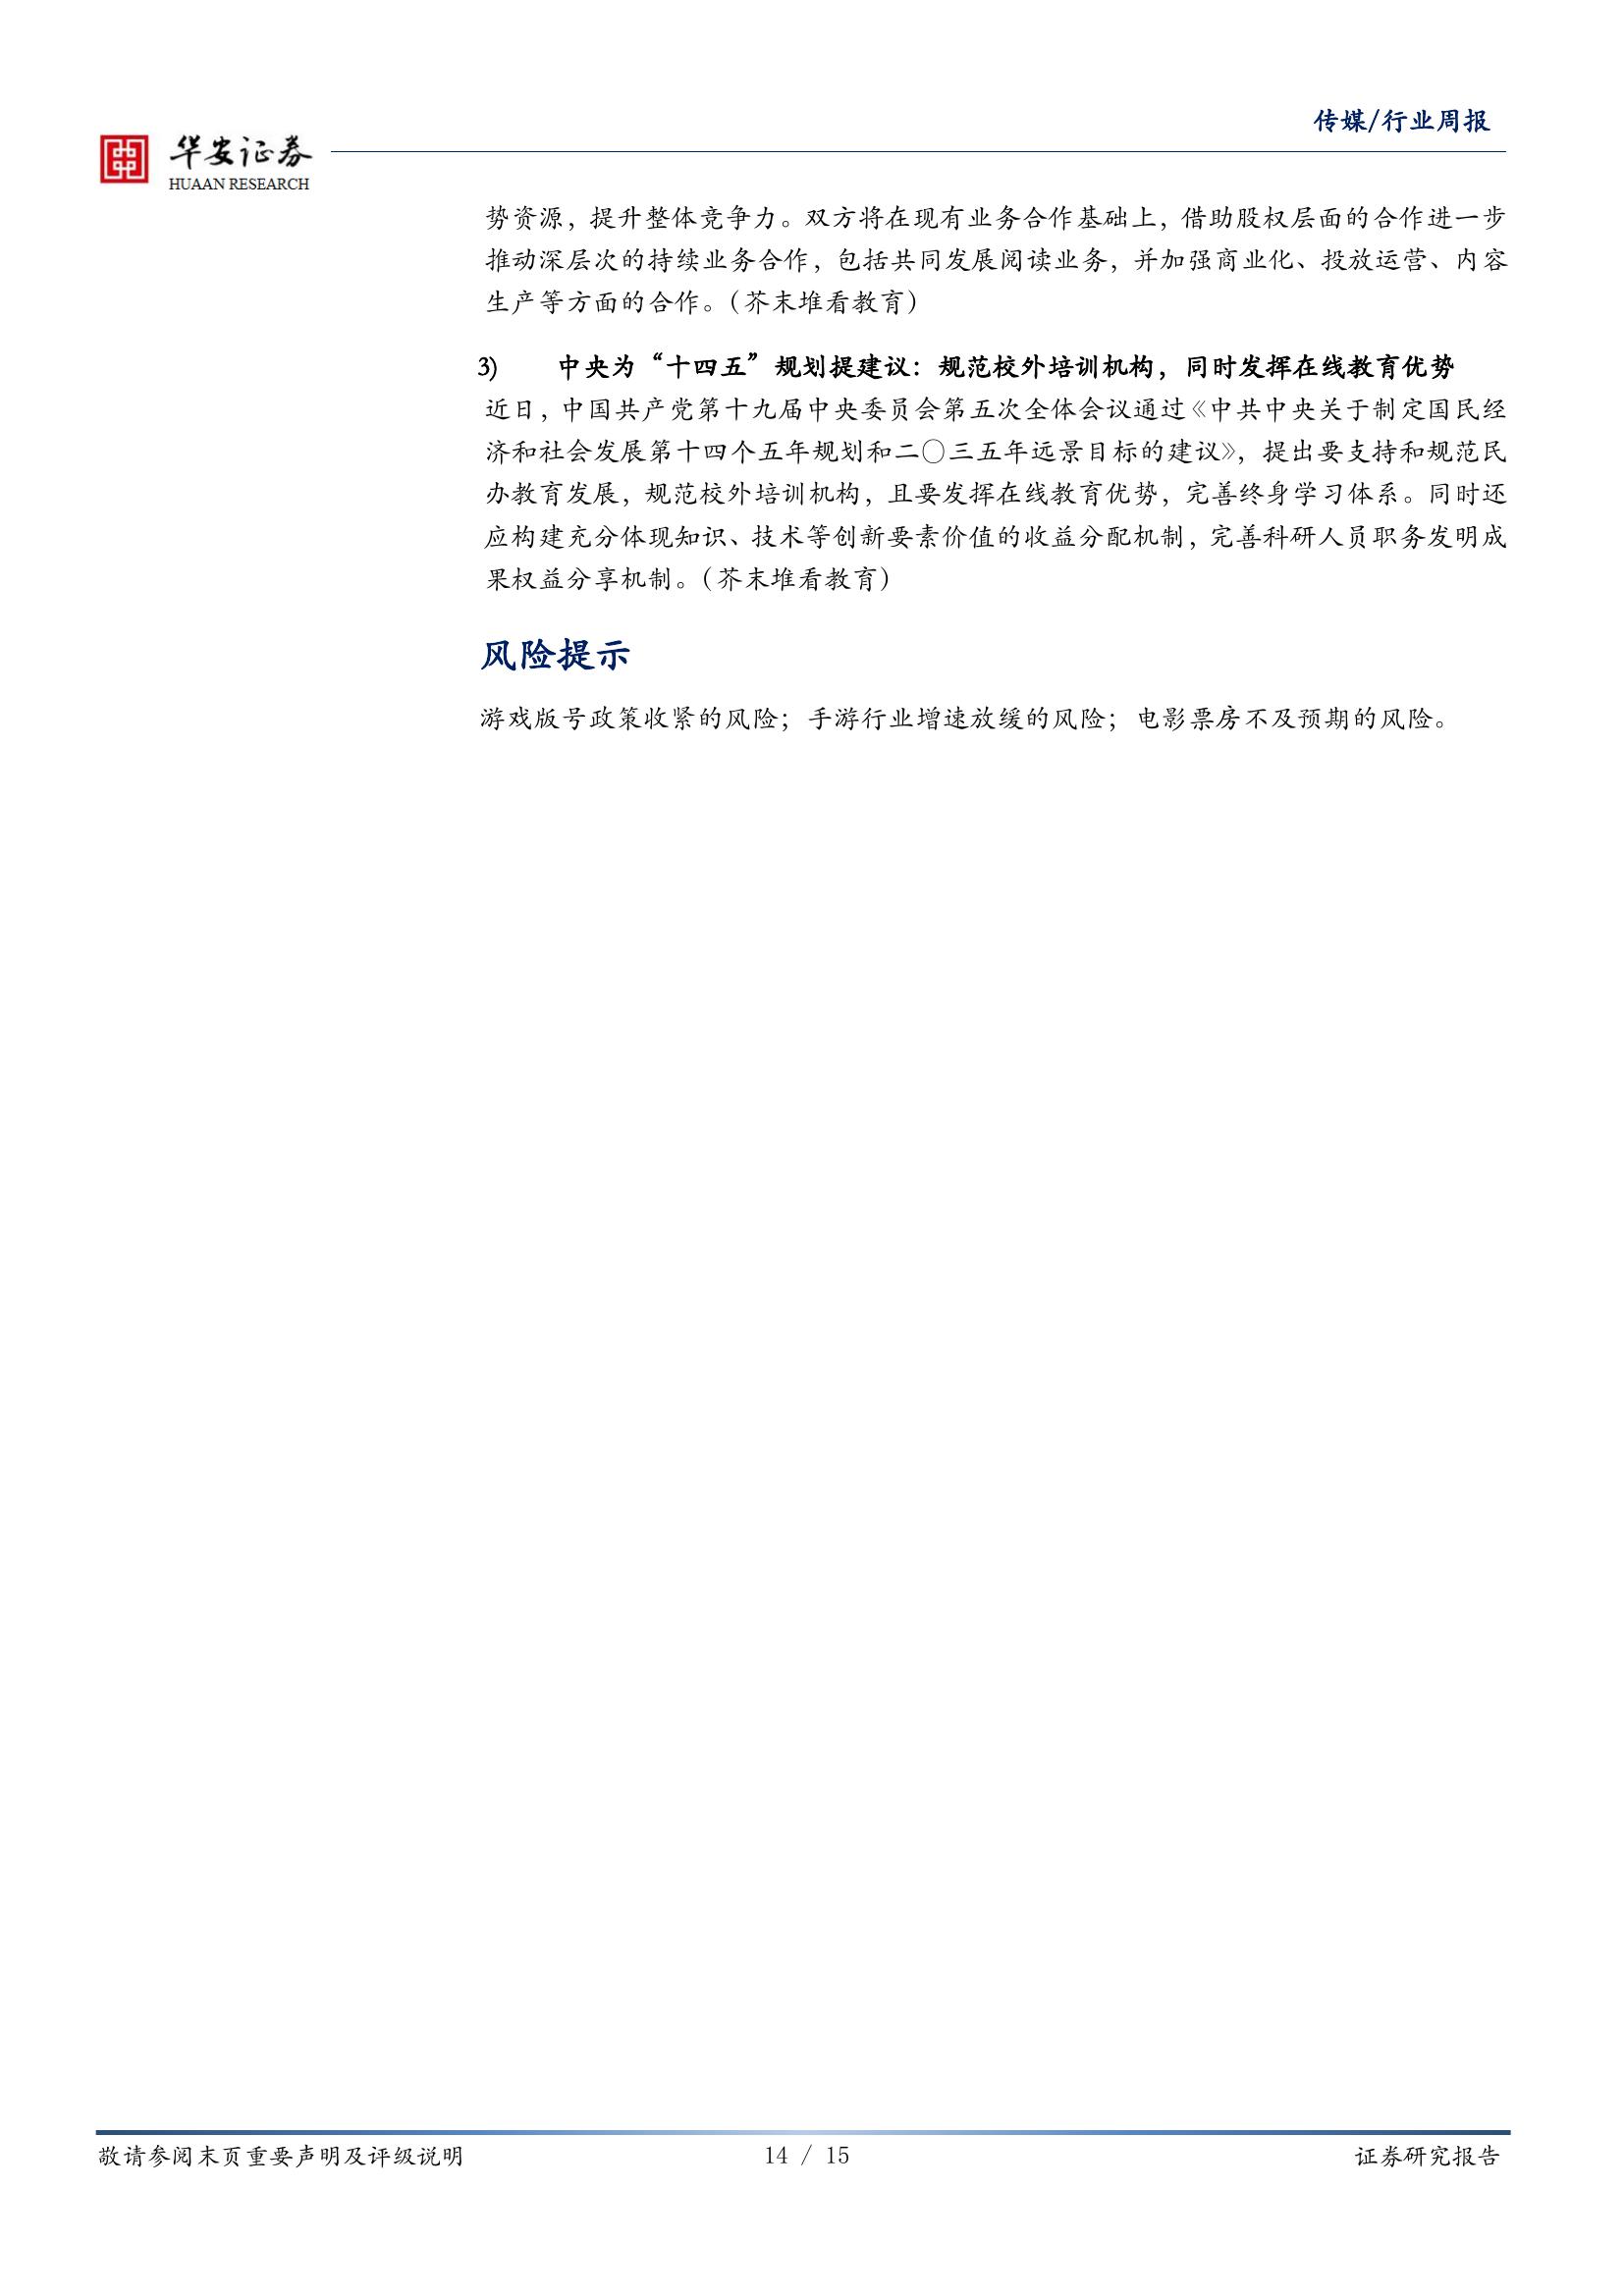 传媒/行业周报
华安证券
HUAAN RESEARCH
势资源，提升整体竞争力。双方将在现有业务合作基础上，借助股权层面的合作进一步
推动深层次的持续业务合作，包括共同发展阅读业务，并加强商业化、投放运营、内容
生产等方面的合作。（芥末堆看教育）
3) 中央为“十四五”规划提建议：规范校外培训机构，同时发挥在线教育优势
近日，中国共产党第十九届中央委员会第五次全体会议通过《中共中央关于制定国民经
济和社会发展第十四个五年规划和二〇三五年远景目标的建议》，提出要支持和规范民
办教育发展，规范校外培训机构，且要发挥在线教育优势，完善终身学习体系。同时还
应构建充分体现知识、技术等创新要素价值的收益分配机制，完善科研人员职务发明成
果权益分享机制。（芥末堆看教育）
风险提示
游戏版号政策收紧的风险；手游行业增速放缓的风险；电影票房不及预期的风险。
敬请参阅末页重要声明及评级说明
14 / 15
证券研究报告